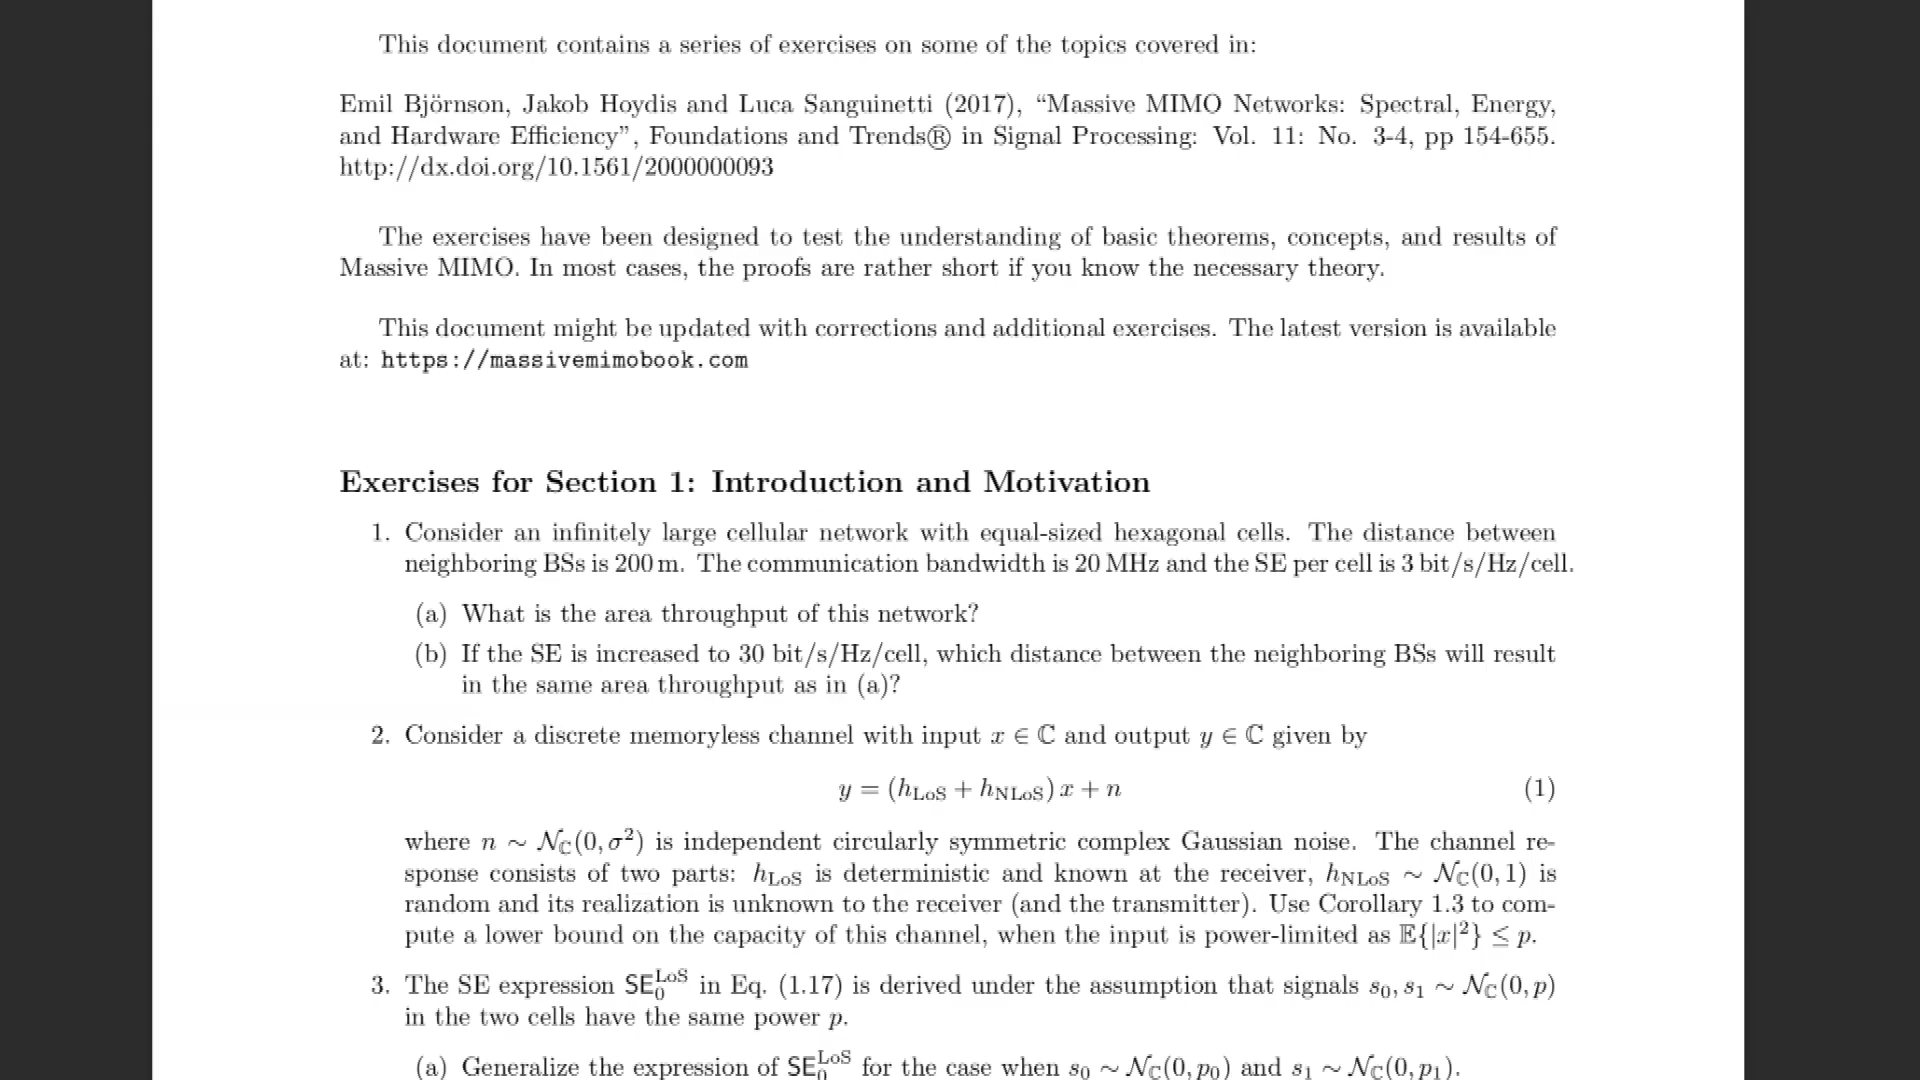 This document contains a series of exercises on some of the topics covered in:
Emil Björnson, Jakob Hoydis and Luca Sanguinetti (2017), “Massive MIMO Networks: Spectral, Energy,
and Hardware Efficiency”, Foundations and Trends® in Signal Processing: Vol. 11: No. 3-4, pp 154-655.
http://dx.doi.org/10.1561/2000000093
The exercises have been designed to test the understanding of basic theorems, concepts, and results of
Massive MIMO. In most cases, the proofs are rather short if you know the necessary theory.
This document might be updated with corrections and additional exercises. The latest version is available
at: https://massivemimobook.com
Exercises for Section 1: Introduction and Motivation
1. Consider an infinitely large cellular network with equal-sized hexagonal cells. The distance between
neighboring BSs is 200 m. The communication bandwidth is 20 MHz and the SE per cell is 3 bit/s/Hz/cell.
(a) What is the area throughput of this network?
(b) If the SE is increased to 30 bit/s/Hz/cell, which distance between the neighboring BSs will result
in the same area throughput as in (a)?
2. Consider a discrete memoryless channel with input x ∈ ℂ and output y ∈ ℂ given by
y = (h_LoS + h_NLoS) x + n (1)
where n ∼ 𝒩_ℂ(0, σ²) is independent circularly symmetric complex Gaussian noise. The channel re-
sponse consists of two parts: h_LoS is deterministic and known at the receiver, h_NLoS ∼ 𝒩_ℂ(0, 1) is
random and its realization is unknown to the receiver (and the transmitter). Use Corollary 1.3 to com-
pute a lower bound on the capacity of this channel, when the input is power-limited as 𝔼{|x|²} ≤ p.
3. The SE expression SE_0^LoS in Eq. (1.17) is derived under the assumption that signals s_0, s_1 ∼ 𝒩_ℂ(0, p)
in the two cells have the same power p.
(a) Generalize the expression of SE_0^LoS for the case when s_0 ∼ 𝒩_ℂ(0, p_0) and s_1 ∼ 𝒩_ℂ(0, p_1).